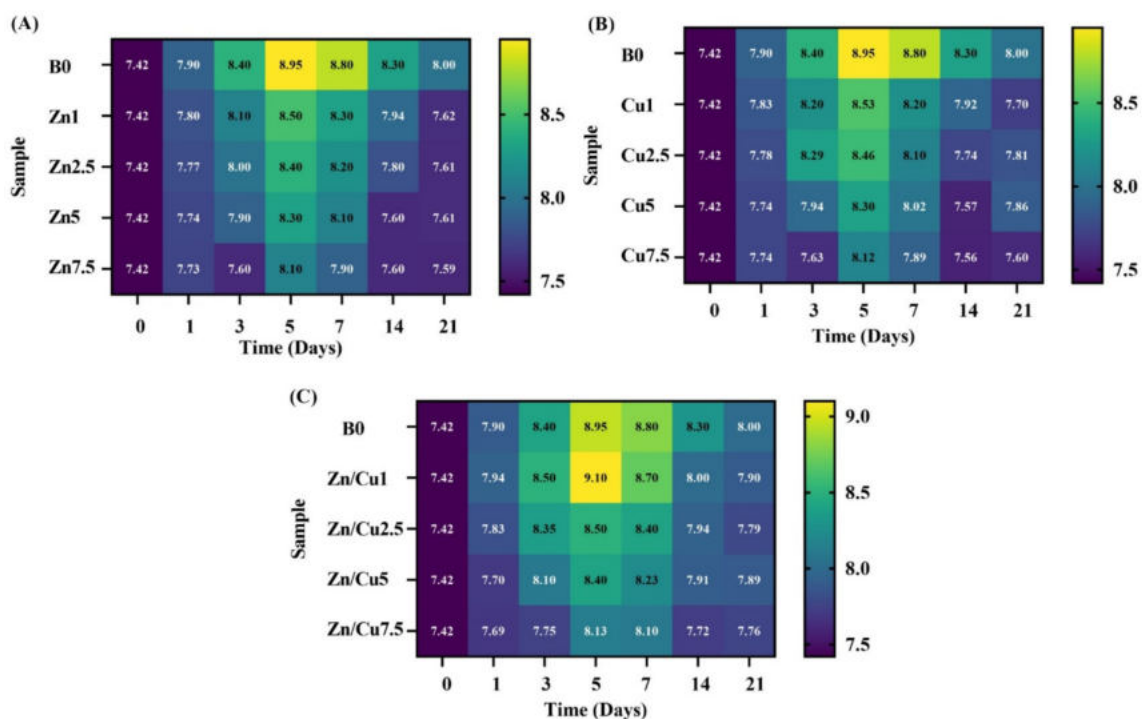 (A)
B0 7.42 7.90 8.40 8.95 8.80 8.30 8.00
Zn1 7.42 7.80 8.10 8.50 8.30 7.94 7.62
Zn2.5 7.42 7.77 8.00 8.40 8.20 7.80 7.61
Zn5 7.42 7.74 7.90 8.30 8.10 7.60 7.61
Zn7.5 7.42 7.73 7.60 8.10 7.90 7.60 7.59
Sample
0 1 3 5 7 14 21
Time (Days)
8.5
8.0
7.5
(B)
B0 7.42 7.90 8.40 8.95 8.80 8.30 8.00
Cu1 7.42 7.83 8.20 8.53 8.20 7.92 7.70
Cu2.5 7.42 7.78 8.29 8.46 8.10 7.74 7.81
Cu5 7.42 7.74 7.94 8.30 8.02 7.57 7.86
Cu7.5 7.42 7.74 7.63 8.12 7.89 7.56 7.60
Sample
0 1 3 5 7 14 21
Time (Days)
8.5
8.0
7.5
(C)
B0 7.42 7.90 8.40 8.95 8.80 8.30 8.00
Zn/Cu1 7.42 7.94 8.50 9.10 8.70 8.00 7.90
Zn/Cu2.5 7.42 7.83 8.35 8.50 8.40 7.94 7.79
Zn/Cu5 7.42 7.70 8.10 8.40 8.23 7.91 7.89
Zn/Cu7.5 7.42 7.69 7.75 8.13 8.10 7.72 7.76
Sample
0 1 3 5 7 14 21
Time (Days)
9.0
8.5
8.0
7.5